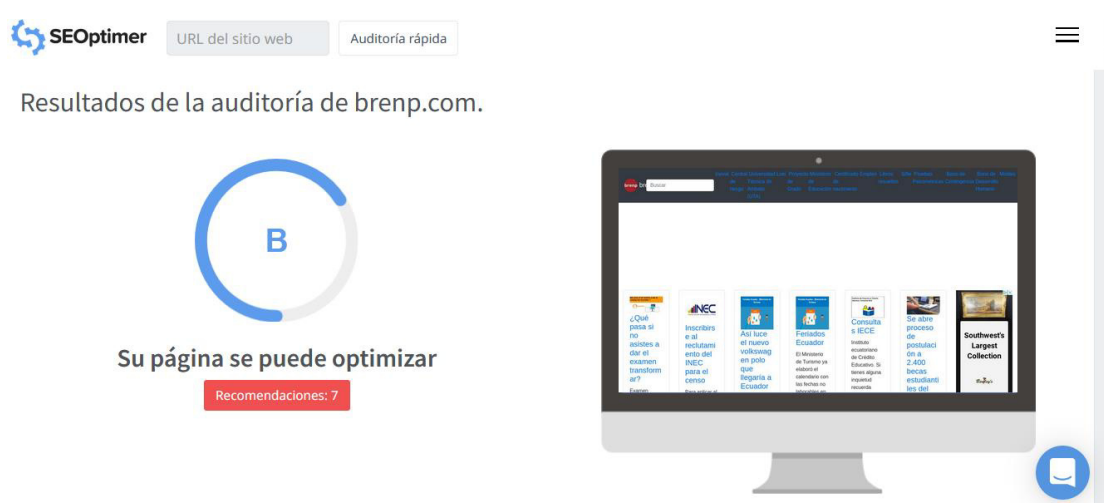 SEOptimer
URL del sitio web
Auditoría rápida
Resultados de la auditoría de brenp.com.
B
Su página se puede optimizar
Recomendaciones: 7
brenp
Buscar
¿Qué
pasa si
no
asistes a
dar el
examen
transform
ar?
INEC
Inscribirs
e al
reclutami
ento del
INEC
para el
censo
Así luce
el nuevo
volkswag
en polo
que
llegaría a
Ecuador
Feriados
Ecuador
El Ministerio
de Turismo ya
elaboró el
calendario con
las fechas no
Consulta
s IECE
Instituto
ecuatoriano
de Crédito
Educativo. Si
tienes alguna
inquietud
recuerda
Se abre
proceso
de
postulaci
ón a
2.400
becas
estudianti
les del
Southwest's
Largest
Collection